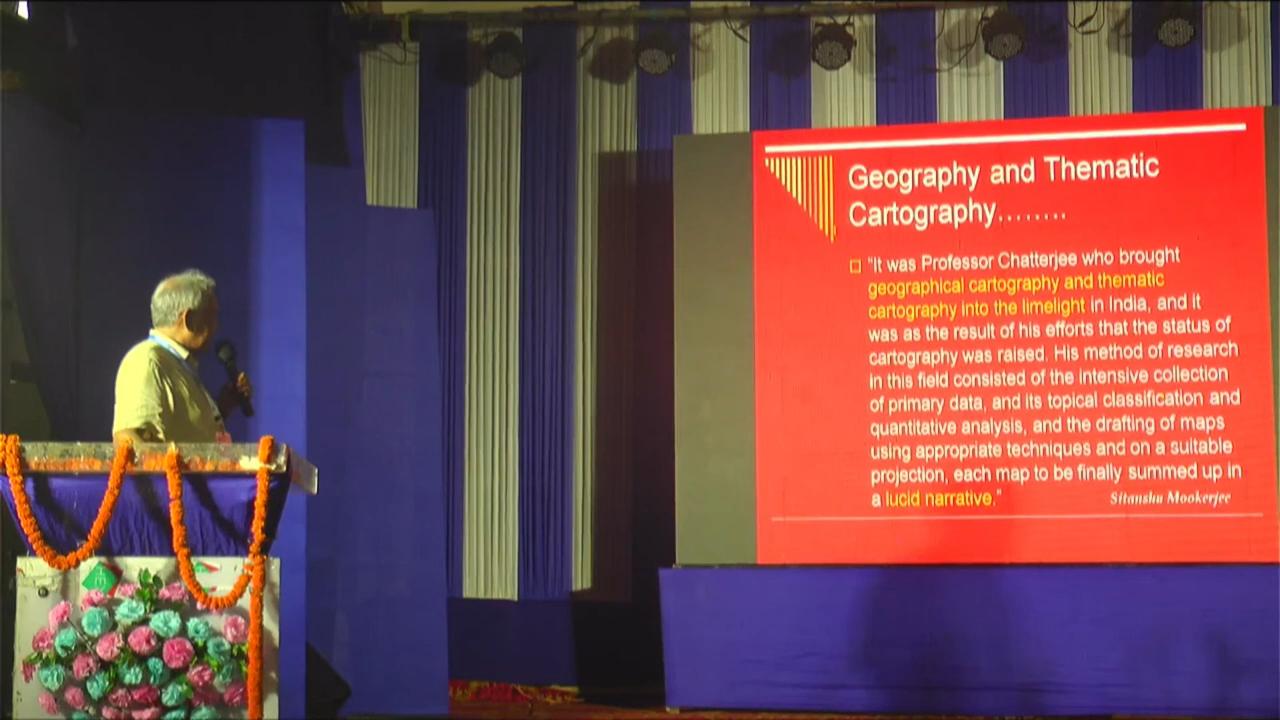 Geography and Thematic
Cartography........
"It was Professor Chatterjee who brought
geographical cartography and thematic
cartography into the limelight in India, and it
was as the result of his efforts that the status of
cartography was raised. His method of research
in this field consisted of the intensive collection
of primary data, and its topical classification and
quantitative analysis, and the drafting of maps
using appropriate techniques and on a suitable
projection, each map to be finally summed up in
a lucid narrative."
Sitanshu Mookerjee